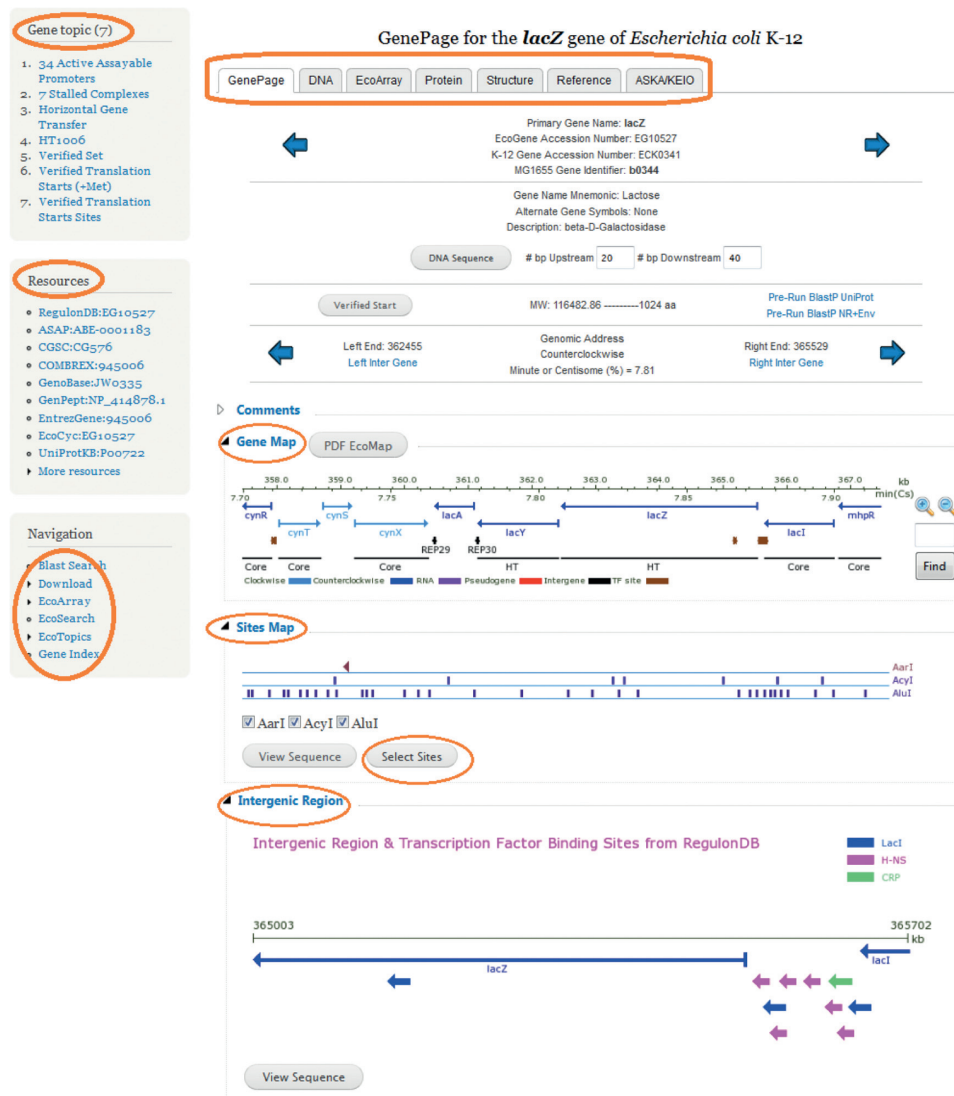 Gene topic (7)
1. 34 Active Assayable
Promoters
2. 7 Stalled Complexes
3. Horizontal Gene
Transfer
4. HT1006
5. Verified Set
6. Verified Translation
Starts (+Met)
7. Verified Translation
Starts Sites
Resources
RegulonDB:EG10527
ASAP:ABE-0001183
CGSC:CG576
COMBREX:945006
GenoBase:JW0335
GenPept:NP_414878.1
EntrezGene:945006
EcoCyc:EG10527
UniProtKB:P00722
More resources
Navigation
Blast Search
Download
EcoArray
EcoSearch
EcoTopics
Gene Index
GenePage for the lacZ gene of Escherichia coli K-12
GenePage DNA EcoArray Protein Structure Reference ASKA/KEIO
Primary Gene Name: lacZ
EcoGene Accession Number: EG10527
K-12 Gene Accession Number: ECK0341
MG1655 Gene Identifier: b0344
Gene Name Mnemonic: Lactose
Alternate Gene Symbols: None
Description: beta-D-Galactosidase
DNA Sequence # bp Upstream 20 # bp Downstream 40
Verified Start MW: 116482.86 ---------1024 aa
Pre-Run BlastP UniProt
Pre-Run BlastP NR+Env
Left End: 362455
Left Inter Gene
Genomic Address
Counterclockwise
Minute or Centisome (%) = 7.81
Right End: 365529
Right Inter Gene
Comments
Gene Map PDF EcoMap
358.0 359.0 360.0 361.0 362.0 363.0 364.0 365.0 366.0 367.0 kb
7.70 7.75 7.80 7.85 7.90 min(Cs)
cynR cynS lacA lacZ mhpR
cynT cynX lacY lacI
REP29 REP30
Core Core Core HT HT Core Core
Clockwise Counterclockwise RNA Pseudogene Intergene TF site
Find
Sites Map
AarI
AcyI
AluI
AarI AcyI AluI
View Sequence Select Sites
Intergenic Region
Intergenic Region & Transcription Factor Binding Sites from RegulonDB
LacI
H-NS
CRP
365003 365702
kb
lacZ lacI
View Sequence